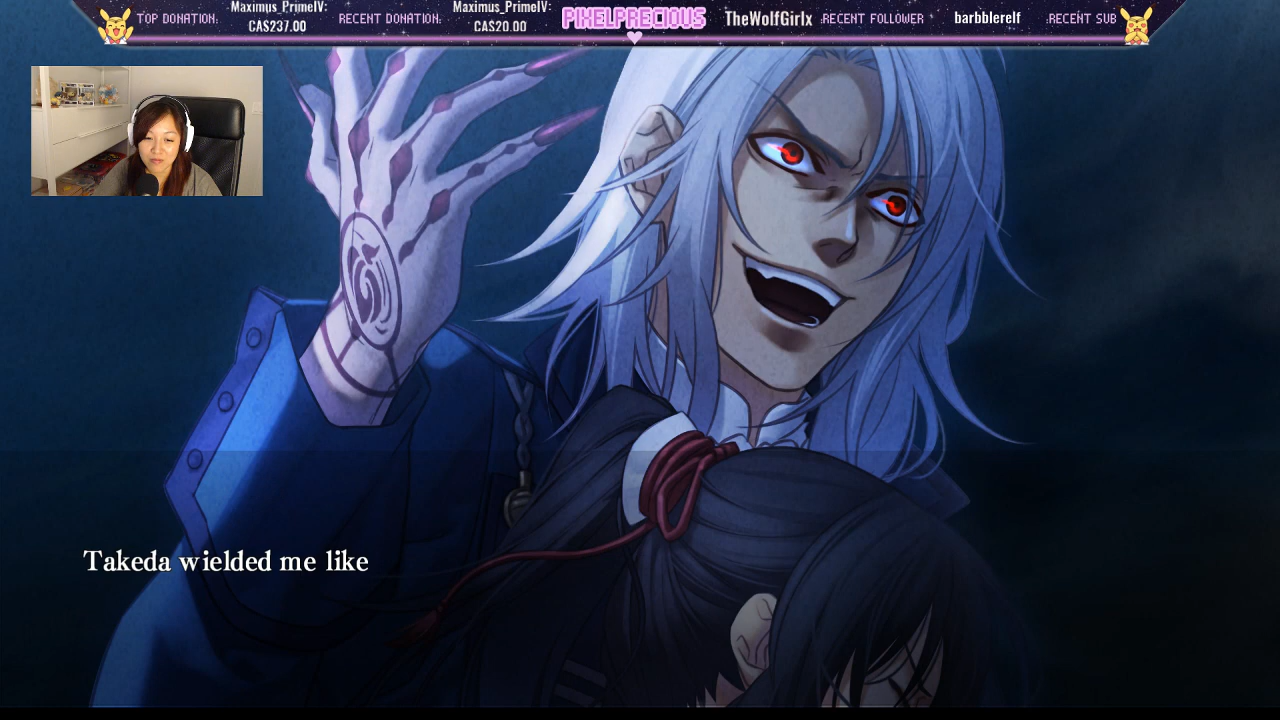 TOP DONATION: Maximus_PrimeIV: CA$237.00 RECENT DONATION: Maximus_PrimeIV: CA$20.00 PIXELPRECIOUS TheWolfGirlx :RECENT FOLLOWER barbblerelf :RECENT SUB
Takeda wielded me like